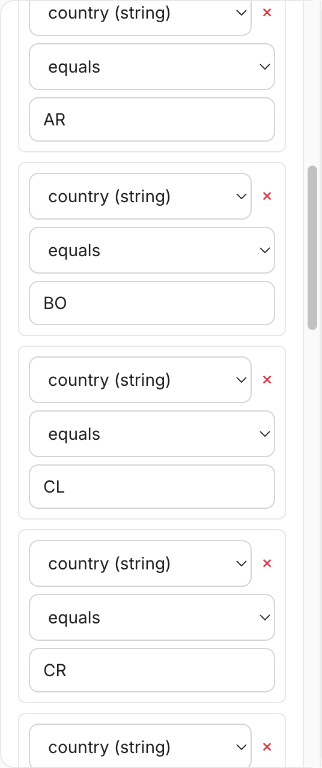 country (string)
×
equals
AR
country (string)
×
equals
BO
country (string)
×
equals
CL
country (string)
×
equals
CR
country (string)
×